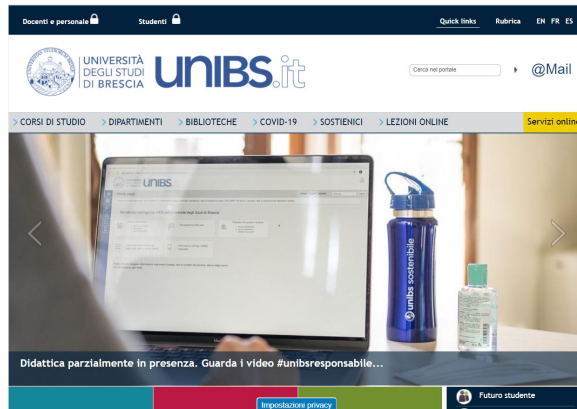 Docenti e personale
Studenti
Quick links
Rubrica
EN FR ES
UNIVERSITÀ
DEGLI STUDI
DI BRESCIA
UNIBS.it
Cerca nel portale
@Mail
> CORSI DI STUDIO
> DIPARTIMENTI
> BIBLIOTECHE
> COVID-19
> SOSTIENICI
> LEZIONI ONLINE
Servizi online
UNIBS
unibs sostenibile
Didattica parzialmente in presenza. Guarda i video #unibsresponsabile...
Impostazioni privacy
Futuro studente